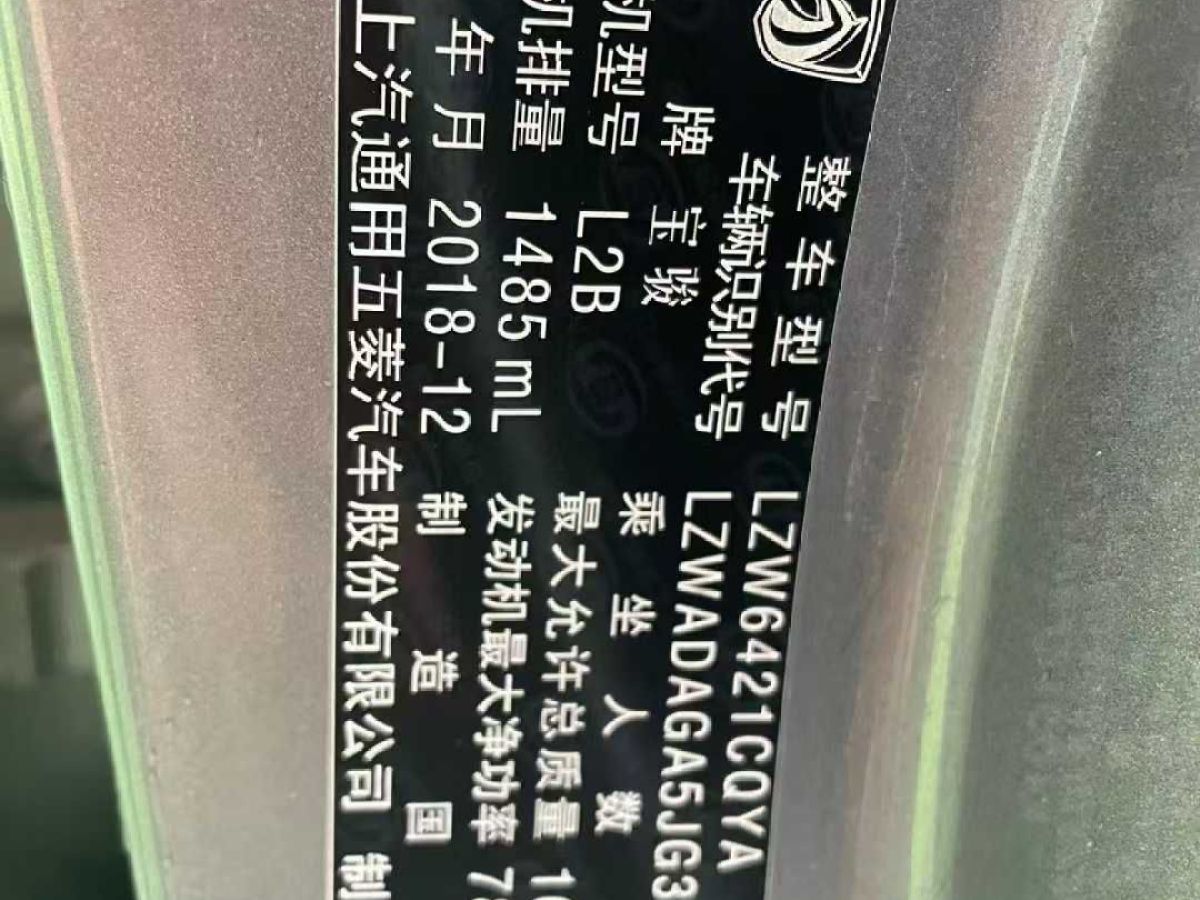 整车型号 LZW6421CQYA
车辆识别代号 LZWADAGA5JG3
牌 宝骏 乘坐人数
机型号 L2B 最大允许总质量 1
机排量 1485mL 发动机最大净功率 78
年月 2018-12 制造国
上汽通用五菱汽车股份有限公司 制